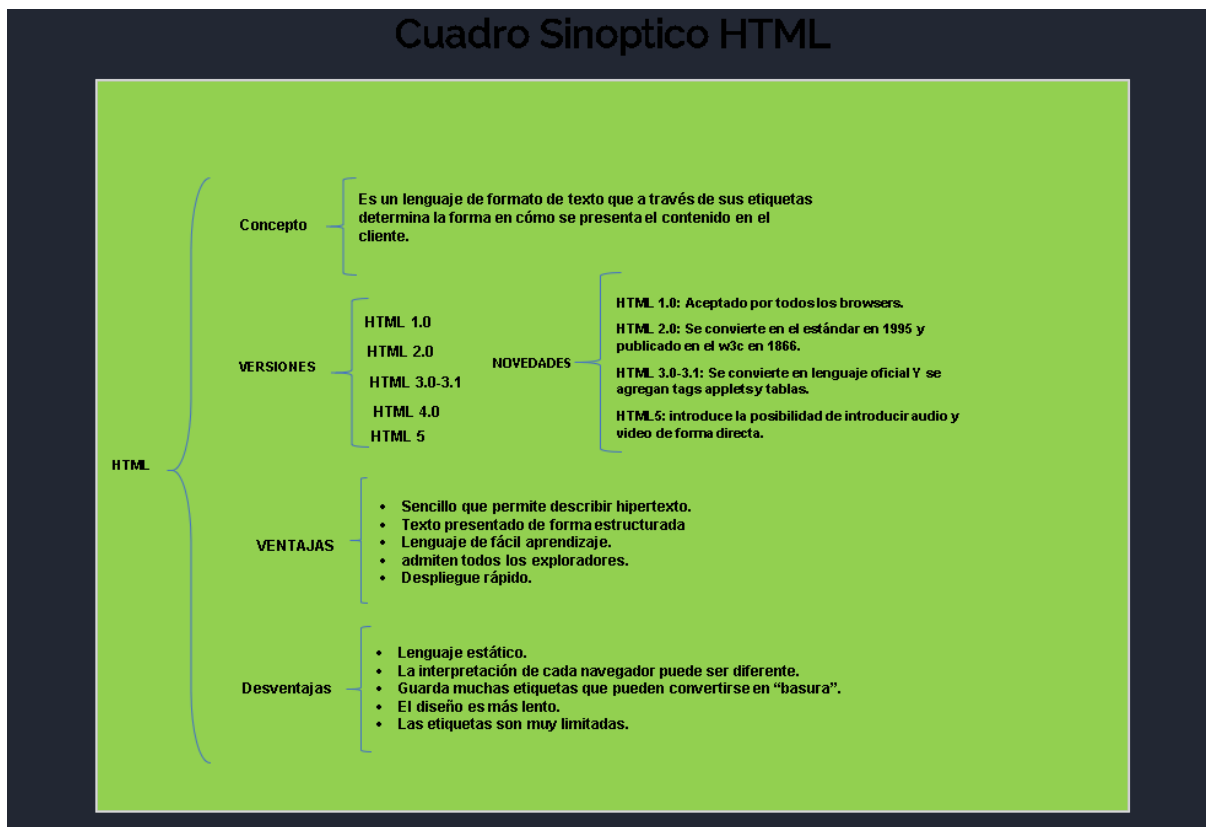 Cuadro Sinoptico HTML
Es un lenguaje de formato de texto que a través de sus etiquetas
determina la forma en cómo se presenta el contenido en el
cliente.
Concepto
HTML 1.0
HTML 2.0
HTML 3.0-3.1
HTML 4.0
HTML 5
VERSIONES
NOVEDADES
HTML 1.0: Aceptado por todos los browsers.
HTML 2.0: Se convierte en el estándar en 1995 y
publicado en el w3c en 1866.
HTML 3.0-3.1: Se convierte en lenguaje oficial Y se
agregan tags applets y tablas.
HTML5: introduce la posibilidad de introducir audio y
video de forma directa.
HTML
VENTAJAS
• Sencillo que permite describir hipertexto.
• Texto presentado de forma estructurada
• Lenguaje de fácil aprendizaje.
• admiten todos los exploradores.
• Despliegue rápido.
Desventajas
• Lenguaje estático.
• La interpretación de cada navegador puede ser diferente.
• Guarda muchas etiquetas que pueden convertirse en “basura”.
• El diseño es más lento.
• Las etiquetas son muy limitadas.